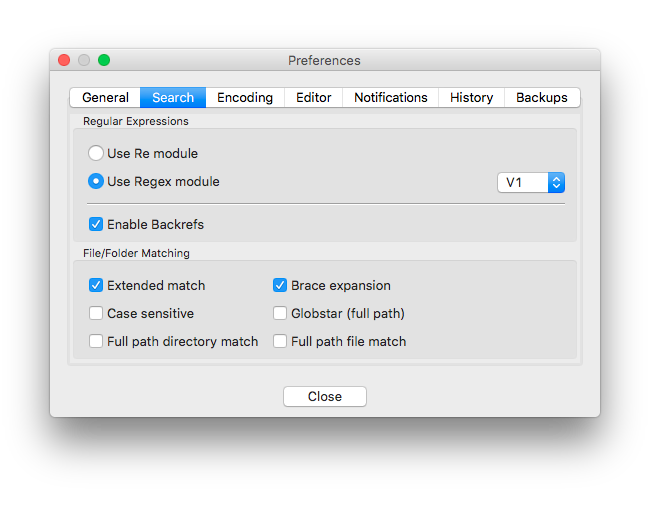 Preferences
General Search Encoding Editor Notifications History Backups
Regular Expressions
Use Re module
Use Regex module V1
Enable Backrefs
File/Folder Matching
Extended match Brace expansion
Case sensitive Globstar (full path)
Full path directory match Full path file match
Close